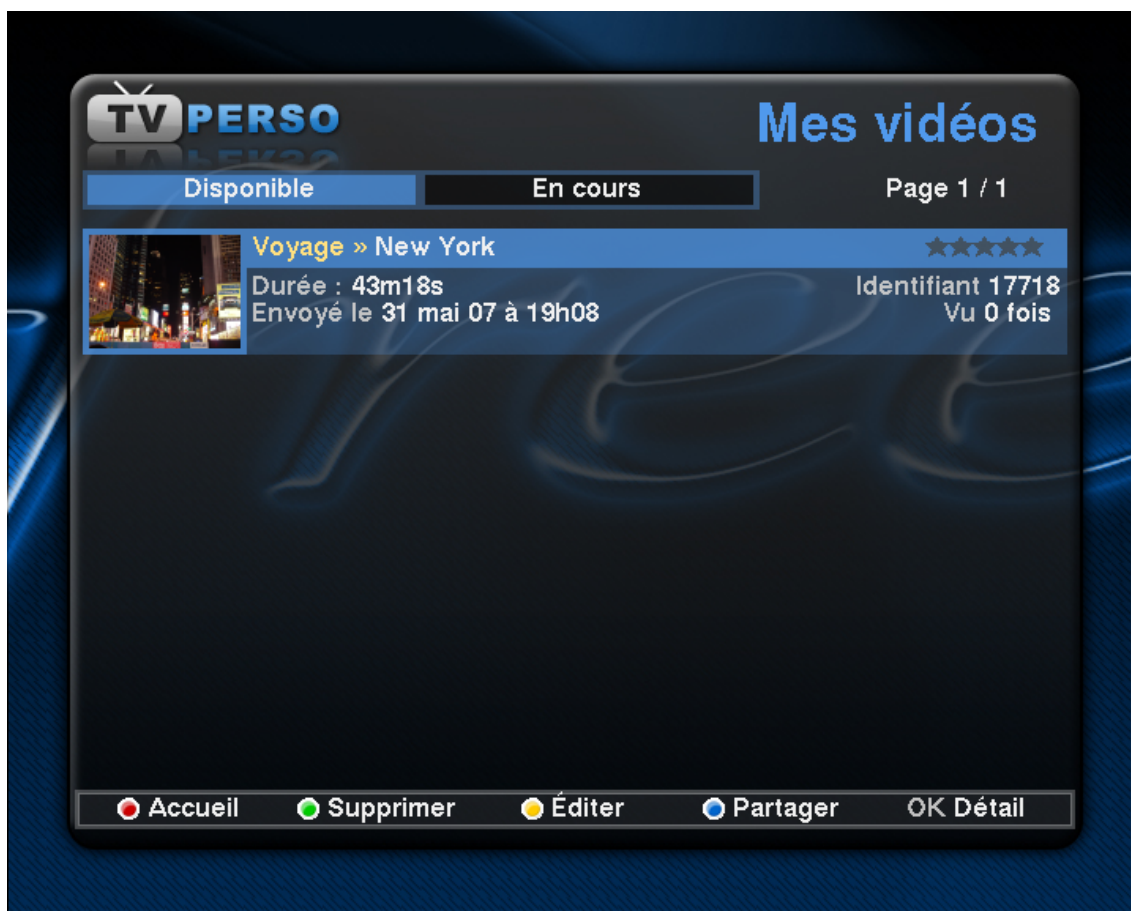 TV PERSO
Mes vidéos
Disponible En cours Page 1 / 1
Voyage » New York
Durée : 43m18s Identifiant 17718
Envoyé le 31 mai 07 à 19h08 Vu 0 fois
free
Accueil Supprimer Éditer Partager OK Détail